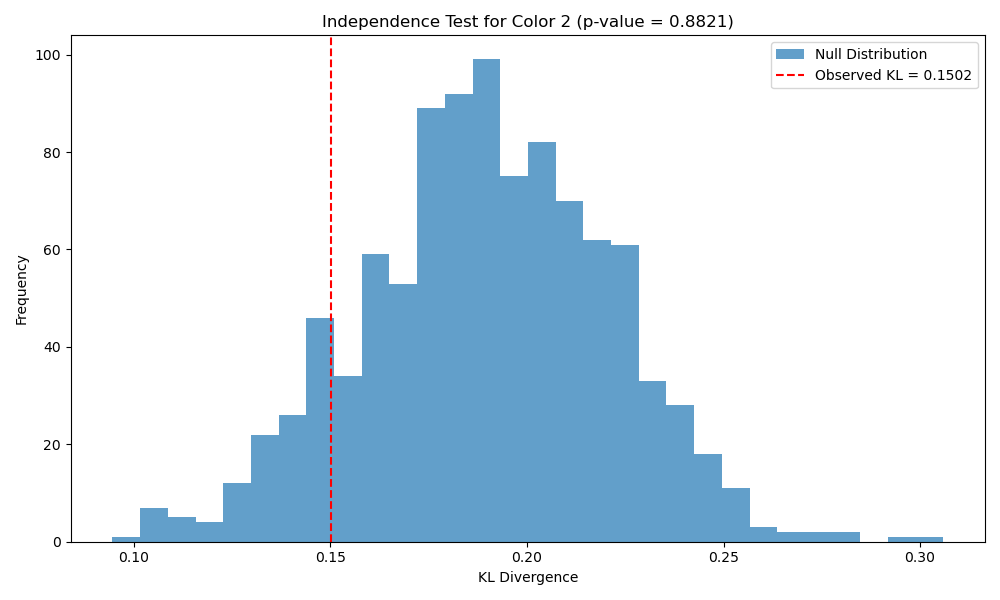 Independence Test for Color 2 (p-value = 0.8821)
Null Distribution
Observed KL = 0.1502
Frequency
100
80
60
40
20
0
0.10 0.15 0.20 0.25 0.30
KL Divergence